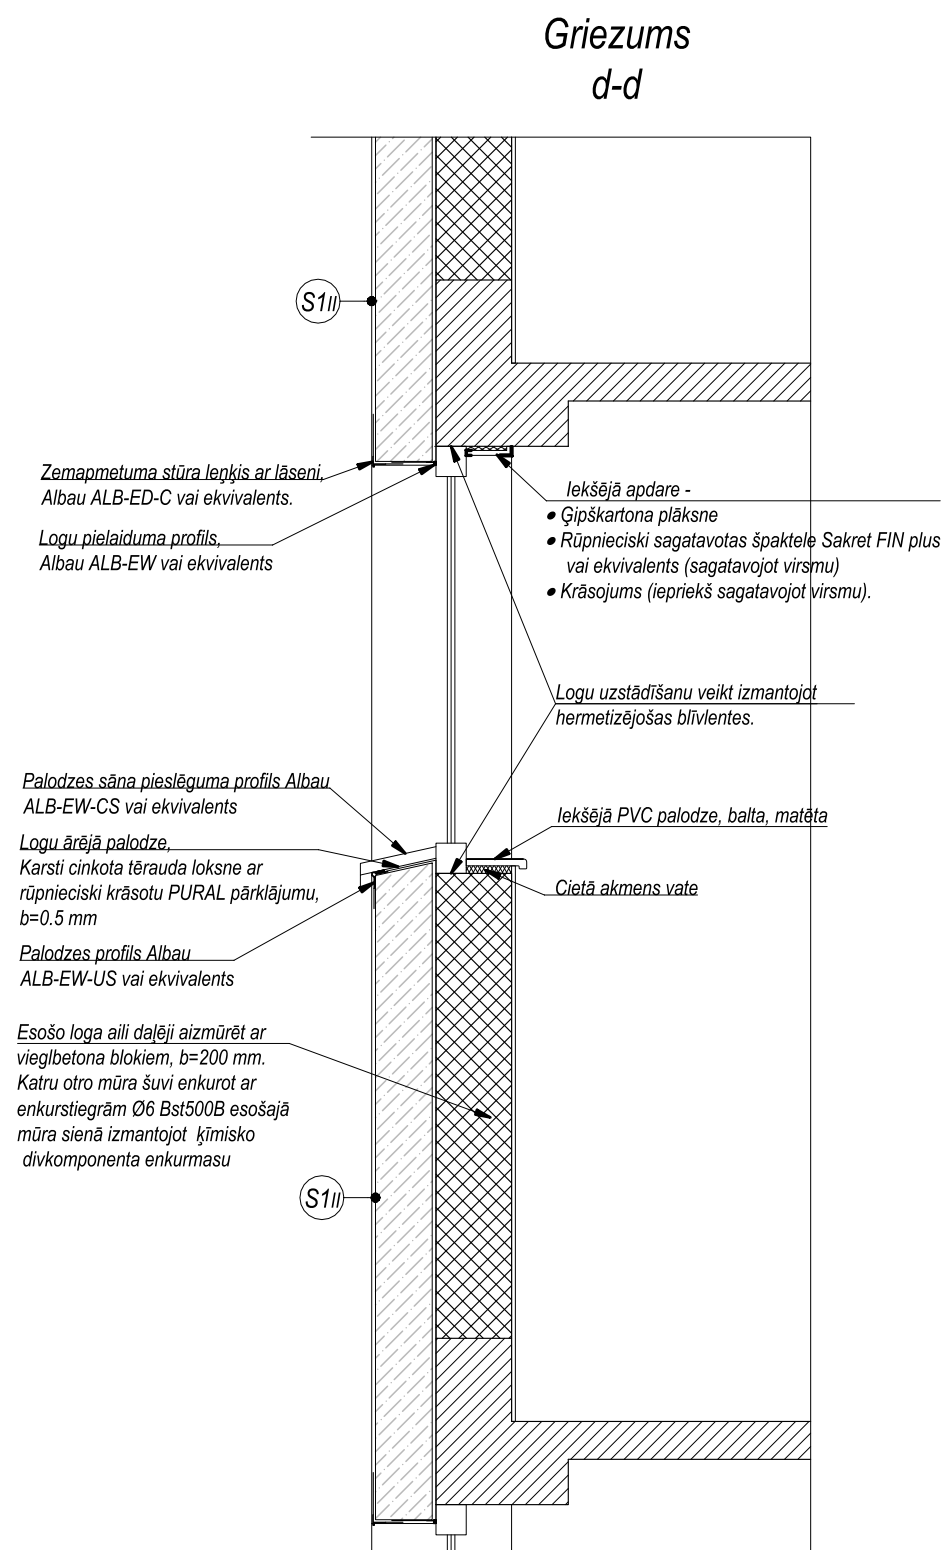 Griezums
d-d
S1II
Zemapmetuma stūra leņķis ar lāseni,
Albau ALB-ED-C vai ekvivalents.
Logu pielaiduma profils,
Albau ALB-EW vai ekvivalents
Iekšējā apdare -
• Ģipškartona plāksne
• Rūpnieciski sagatavotas špaktele Sakret FIN plus
vai ekvivalents (sagatavojot virsmu)
• Krāsojums (iepriekš sagatavojot virsmu).
Logu uzstādīšanu veikt izmantojot
hermetizējošas blīvlentes.
Palodzes sāna pieslēguma profils Albau
ALB-EW-CS vai ekvivalents
Logu ārējā palodze,
Karsti cinkota tērauda loksne ar
rūpnieciski krāsotu PURAL pārklājumu,
b=0.5 mm
Iekšējā PVC palodze, balta, matēta
Cietā akmens vate
Palodzes profils Albau
ALB-EW-US vai ekvivalents
Esošo loga aili daļēji aizmūrēt ar
vieglbetona blokiem, b=200 mm.
Katru otro mūra šuvi enkurot ar
enkurstiegrām Ø6 Bst500B esošajā
mūra sienā izmantojot ķīmisko
divkomponenta enkurmasu
S1II